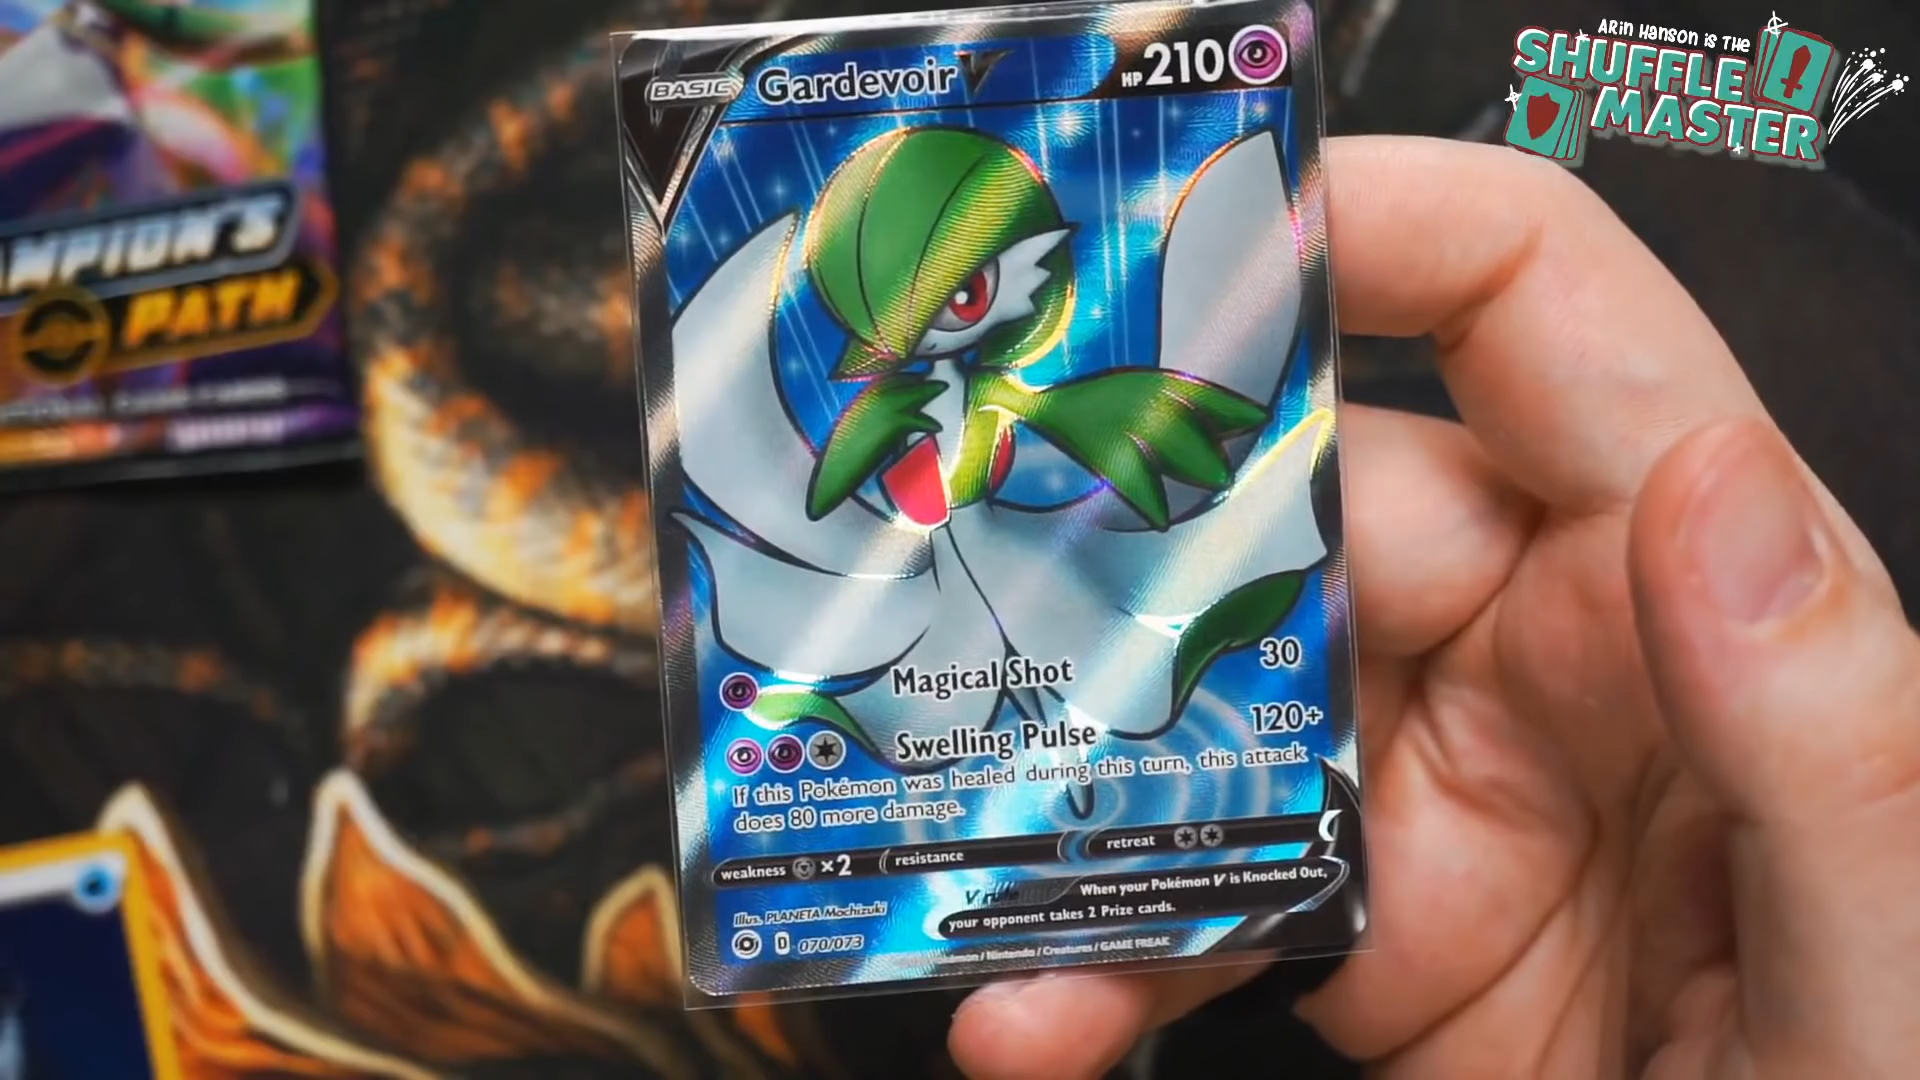 ARIN HANSON IS THE
SHUFFLE
MASTER
PATH
BASIC Gardevoir V HP 210
Magical Shot 30
Swelling Pulse 120+
If this Pokémon was healed during this turn, this attack
does 80 more damage.
weakness ×2 resistance retreat
V rule When your Pokémon V is Knocked Out,
your opponent takes 2 Prize cards.
Illus. PLANETA Mochizuki
D 070/073
Pokémon / Nintendo / Creatures / GAME FREAK